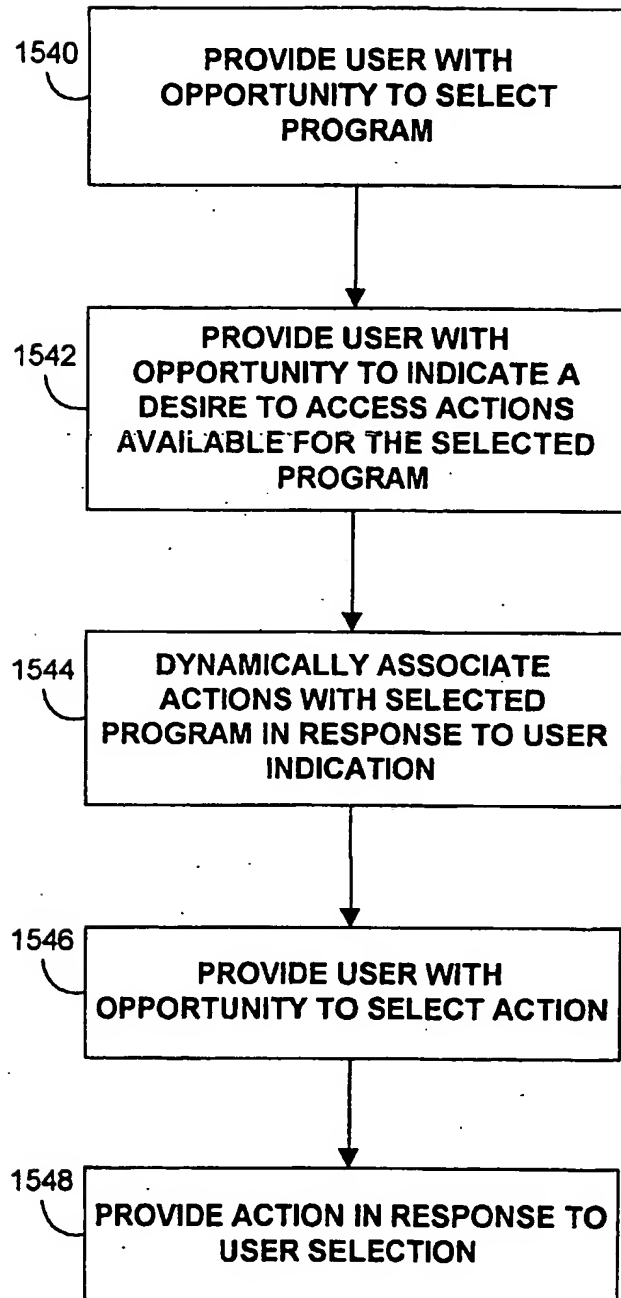 1540
PROVIDE USER WITH
OPPORTUNITY TO SELECT
PROGRAM
1542
PROVIDE USER WITH
OPPORTUNITY TO INDICATE A
DESIRE TO ACCESS ACTIONS
AVAILABLE FOR THE SELECTED
PROGRAM
1544
DYNAMICALLY ASSOCIATE
ACTIONS WITH SELECTED
PROGRAM IN RESPONSE TO USER
INDICATION
1546
PROVIDE USER WITH
OPPORTUNITY TO SELECT ACTION
1548
PROVIDE ACTION IN RESPONSE TO
USER SELECTION